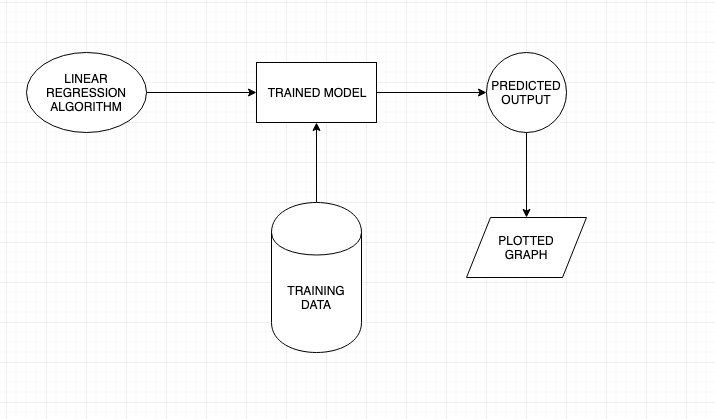 LINEAR
REGRESSION
ALGORITHM
TRAINED MODEL
PREDICTED
OUTPUT
PLOTTED
GRAPH
TRAINING
DATA